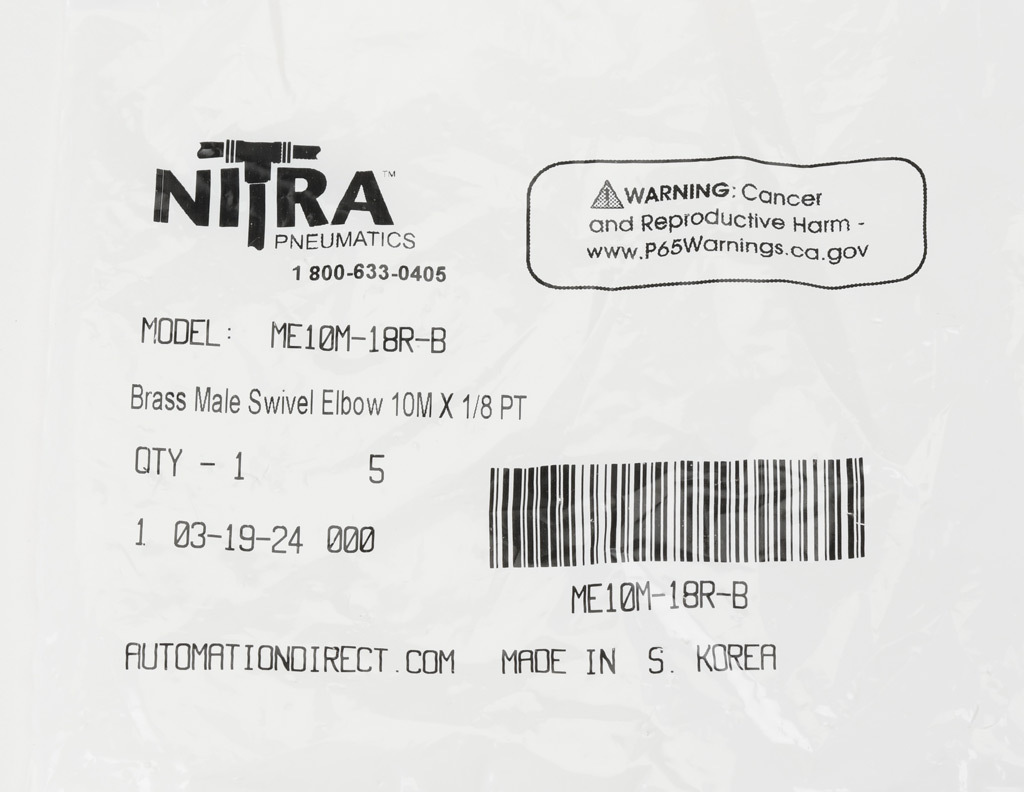 NITRA™
PNEUMATICS
1 800-633-0405
WARNING: Cancer
and Reproductive Harm -
www.P65Warnings.ca.gov
MODEL: ME10M-18R-B
Brass Male Swivel Elbow 10M X 1/8 PT
QTY - 1 5
1 03-19-24 000
ME10M-18R-B
AUTOMATIONDIRECT.COM MADE IN S. KOREA